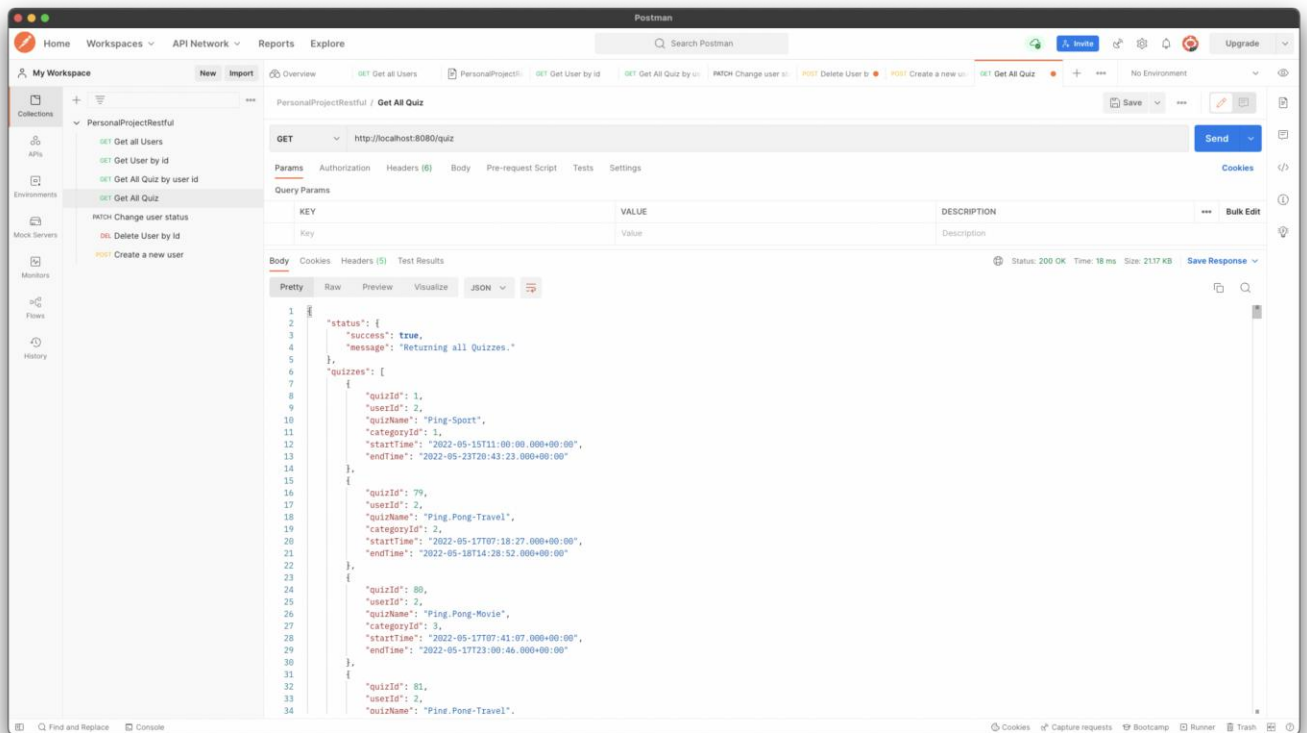 Postman
Home Workspaces API Network Reports Explore
Search Postman
Invite
Upgrade
My Workspace
New Import
Overview
GET Get all Users
PersonalProjectR
GET Get User by id
GET Get All Quiz by us
PATCH Change user st
POST Delete User b
POST Create a new us
GET Get All Quiz
No Environment
Collections
APIs
Environments
Mock Servers
Monitors
Flows
History
PersonalProjectRestful
GET Get all Users
GET Get User by id
GET Get All Quiz by user id
GET Get All Quiz
PATCH Change user status
DEL Delete User by Id
POST Create a new user
PersonalProjectRestful / Get All Quiz
Save
GET http://localhost:8080/quiz
Send
Params Authorization Headers (6) Body Pre-request Script Tests Settings
Cookies
Query Params
KEY VALUE DESCRIPTION
Bulk Edit
Key Value Description
Body Cookies Headers (5) Test Results
Status: 200 OK Time: 18 ms Size: 21.17 KB Save Response
Pretty Raw Preview Visualize JSON
1 {
2 "status": {
3 "success": true,
4 "message": "Returning all Quizzes."
5 },
6 "quizzes": [
7 {
8 "quizId": 1,
9 "userId": 2,
10 "quizName": "Ping-Sport",
11 "categoryId": 1,
12 "startTime": "2022-05-15T11:00:00.000+00:00",
13 "endTime": "2022-05-23T20:43:23.000+00:00"
14 },
15 {
16 "quizId": 79,
17 "userId": 2,
18 "quizName": "Ping.Pong-Travel",
19 "categoryId": 2,
20 "startTime": "2022-05-17T07:18:27.000+00:00",
21 "endTime": "2022-05-18T14:28:52.000+00:00"
22 },
23 {
24 "quizId": 80,
25 "userId": 2,
26 "quizName": "Ping.Pong-Movie",
27 "categoryId": 3,
28 "startTime": "2022-05-17T07:41:07.000+00:00",
29 "endTime": "2022-05-17T23:00:46.000+00:00"
30 },
31 {
32 "quizId": 81,
33 "userId": 2,
34 "quizName": "Ping.Pong-Travel",
Find and Replace Console
Cookies Capture requests Bootcamp Runner Trash